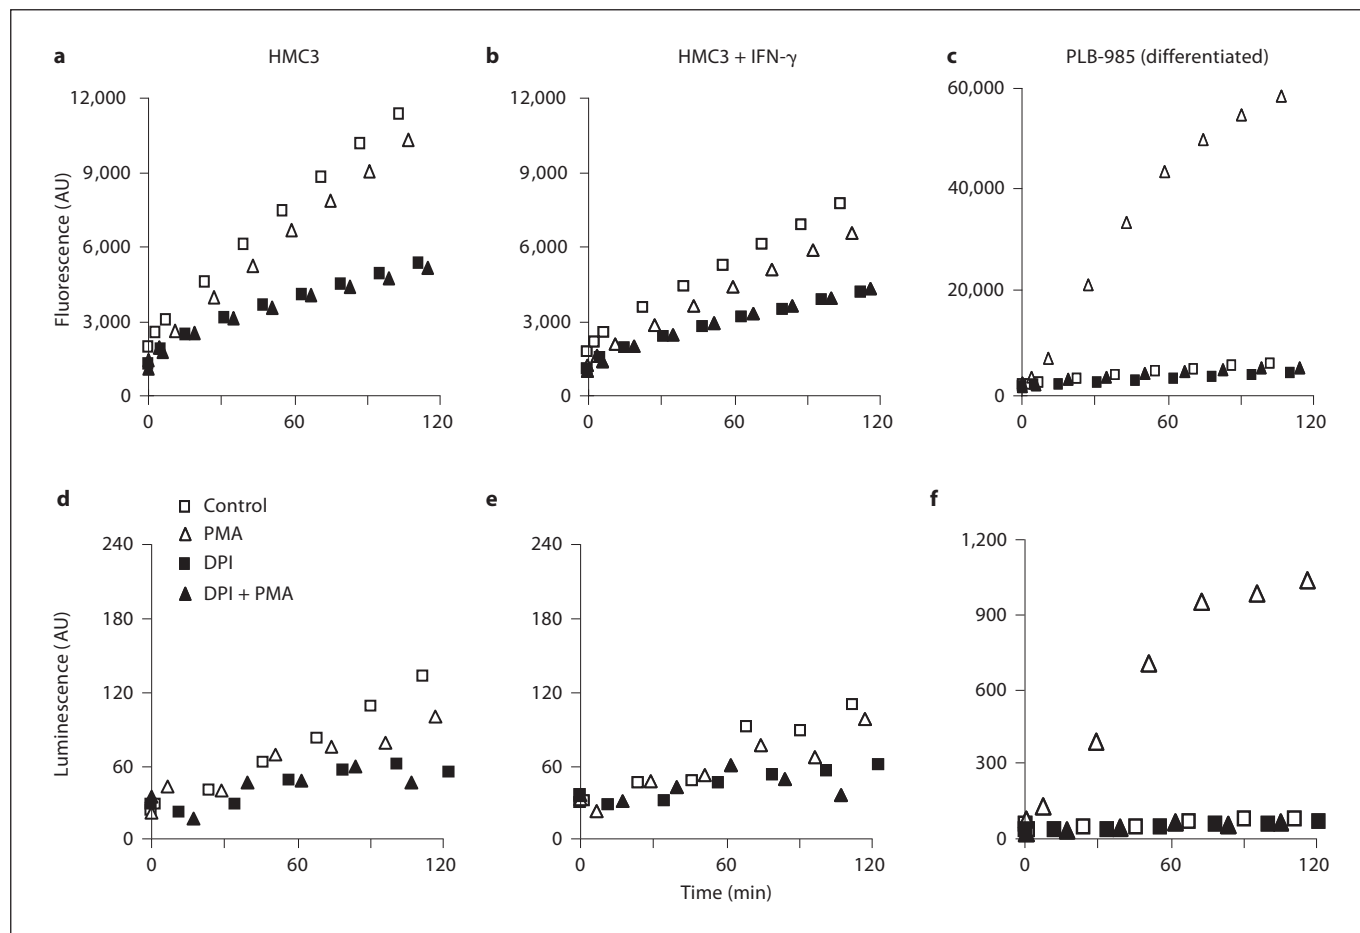 a HMC3
b HMC3 + IFN-γ
c PLB-985 (differentiated)
Fluorescence (AU)
12,000
9,000
6,000
3,000
0
0 60 120
12,000
9,000
6,000
3,000
0
0 60 120
60,000
40,000
20,000
0
0 60 120
d
Control
PMA
DPI
DPI + PMA
Luminescence (AU)
240
180
120
60
0
0 60 120
e
240
180
120
60
0
0 60 120
Time (min)
f
1,200
900
600
300
0
0 60 120